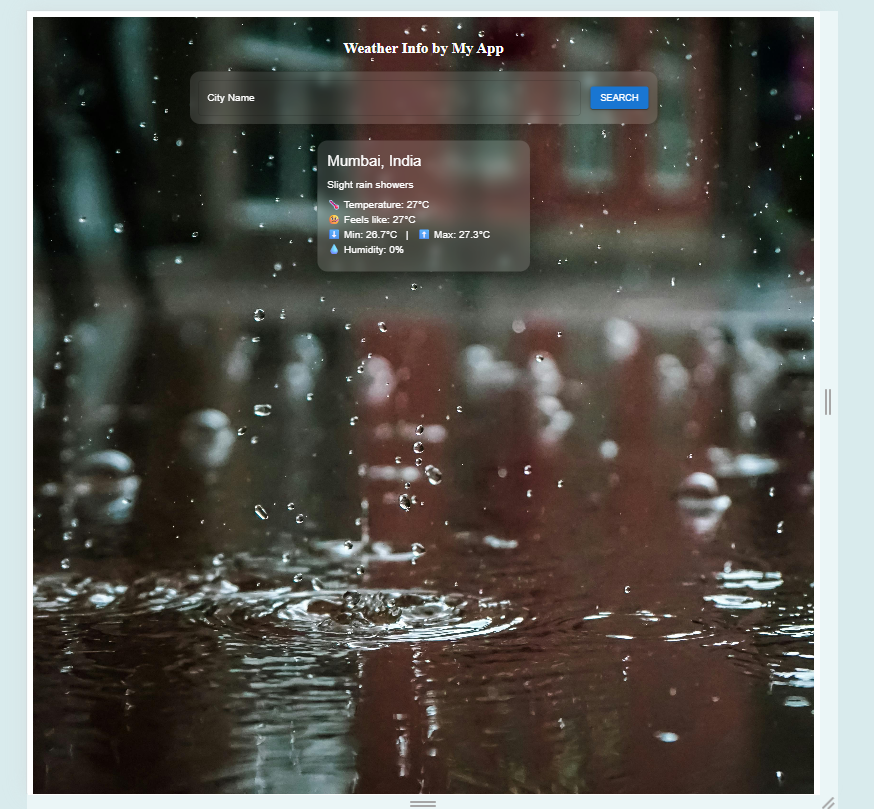 Weather Info by My App
City Name
SEARCH
Mumbai, India
Slight rain showers
🌡️ Temperature: 27°C
🥵 Feels like: 27°C
⬇️ Min: 26.7°C | ⬆️ Max: 27.3°C
💧 Humidity: 0%